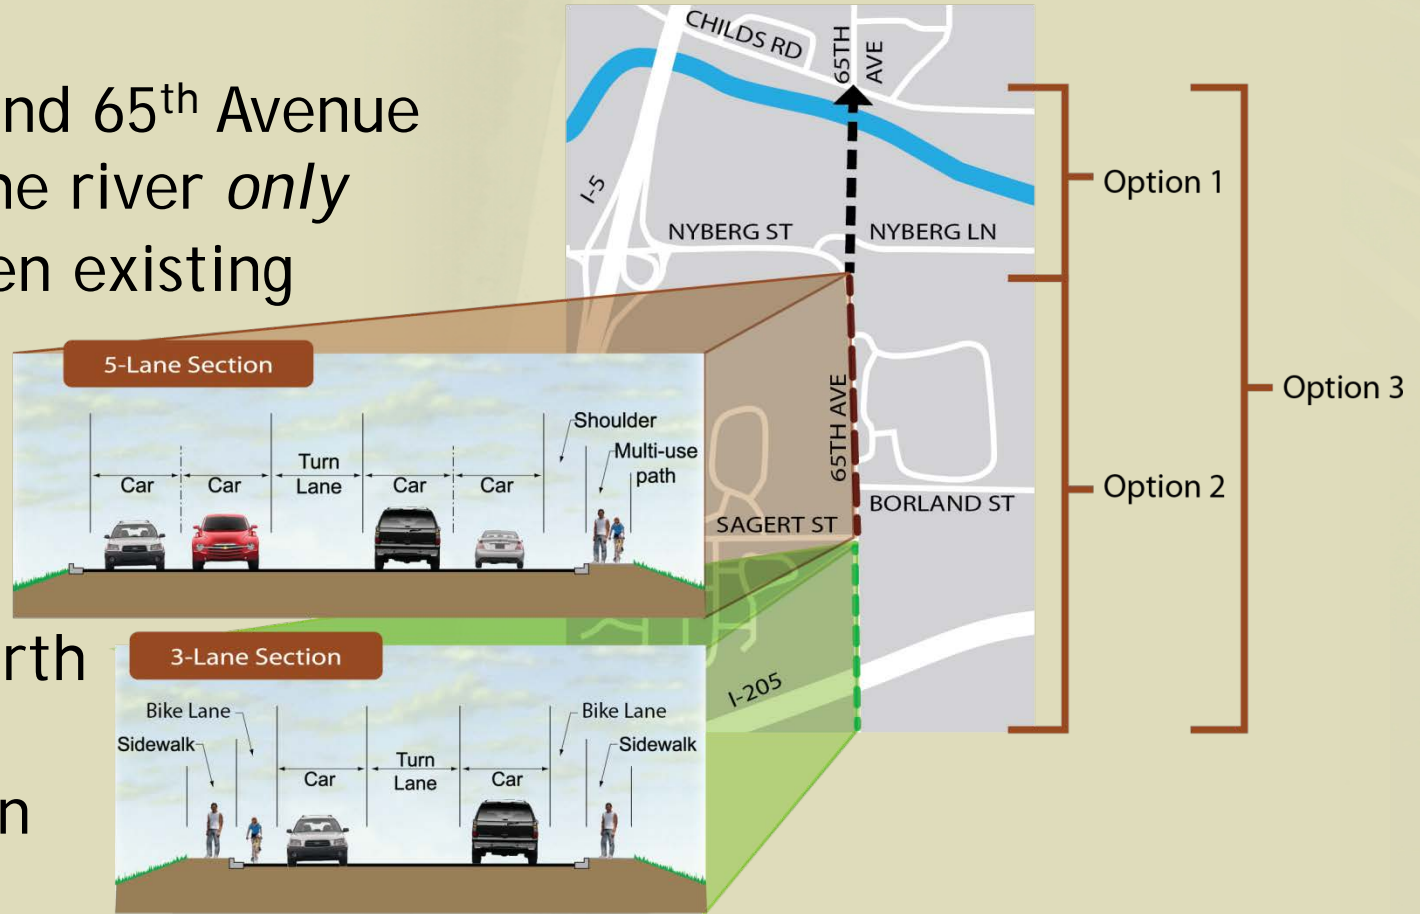 nd 65th Avenue
ne river only
en existing
rth
n
CHILDS RD
65TH
AVE
I-5
NYBERG ST
NYBERG LN
65TH AVE
BORLAND ST
SAGERT ST
I-205
Option 1
Option 2
Option 3
5-Lane Section
Shoulder
Multi-use
path
Turn
Lane
Car
Car
Car
Car
3-Lane Section
Bike Lane
Bike Lane
Sidewalk
Sidewalk
Turn
Lane
Car
Car